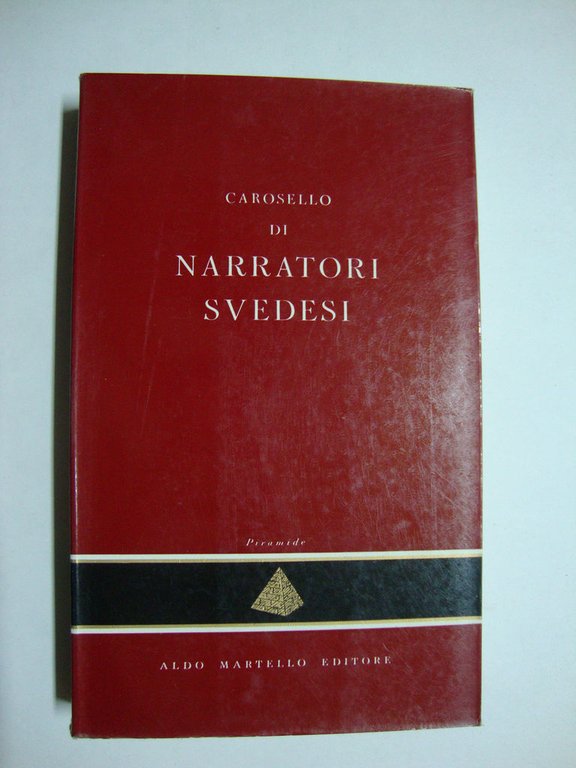 CAROSELLO
DI
NARRATORI
SVEDESI
Piramide
ALDO MARTELLO EDITORE